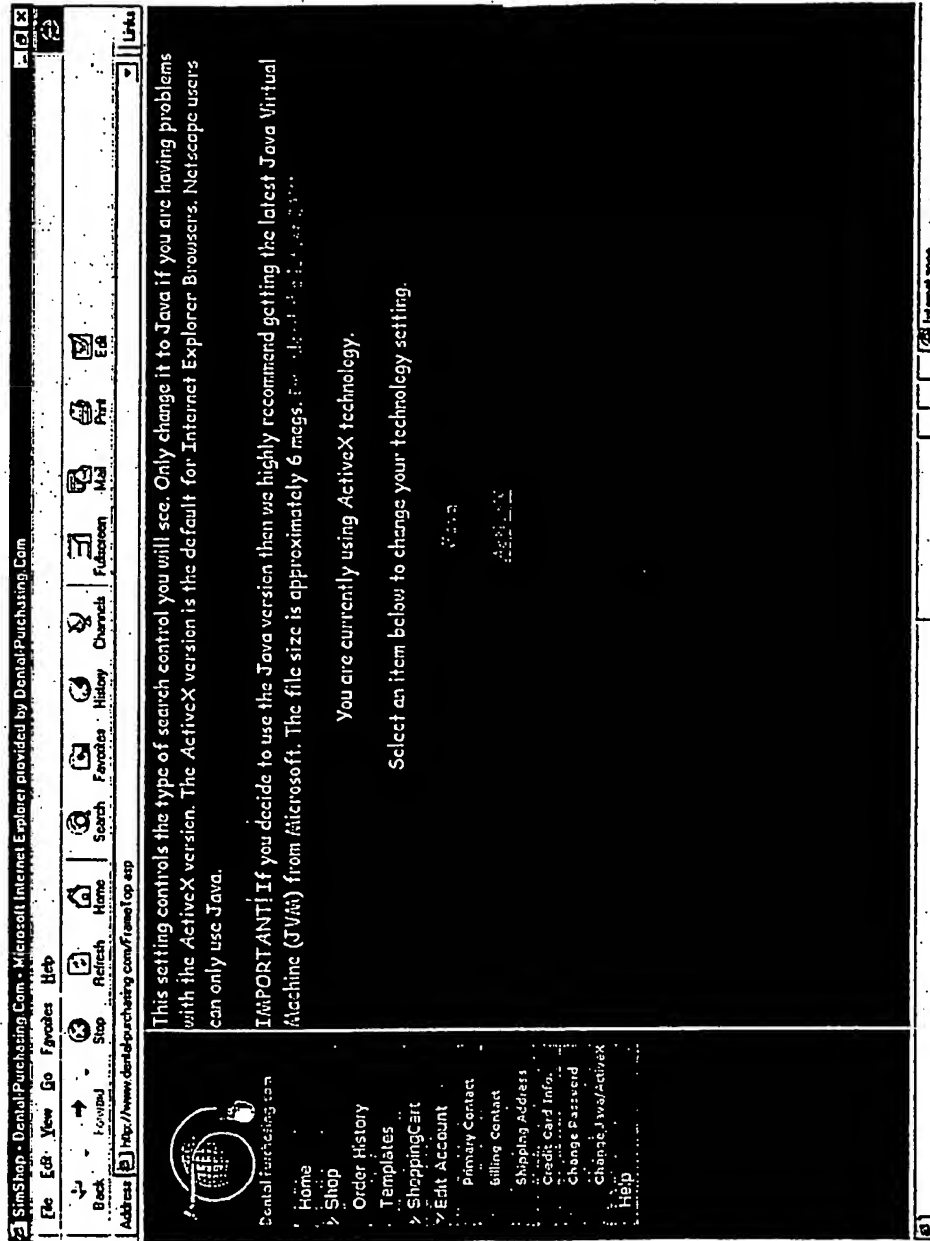 SimShop - Dental-Purchasing.Com - Microsoft Internet Explorer provided by Dental-Purchasing.Com
File Edit View Go Favorites Help
Back Forward Stop Refresh Home Search Favorites History Channels Fullscreen Mail Print Edit
Address http://www.dental-purchasing.com/FrameTop.asp Links
Dental Purchasing.com
Home
Shop
Order History
Templates
ShoppingCart
Edit Account
Primary Contact
Billing Contact
Shipping Address
Credit Card Info.
Change Password
Change Java/ActiveX
Help
This setting controls the type of search control you will see. Only change it to Java if you are having problems
with the ActiveX version. The ActiveX version is the default for Internet Explorer Browsers. Netscape users
can only use Java.
IMPORTANT! If you decide to use the Java version then we highly recommend getting the latest Java Virtual
Machine (JVM) from Microsoft. The file size is approximately 6 megs.
You are currently using ActiveX technology.
Select an item below to change your technology setting.
Java
ActiveX
Internet zone